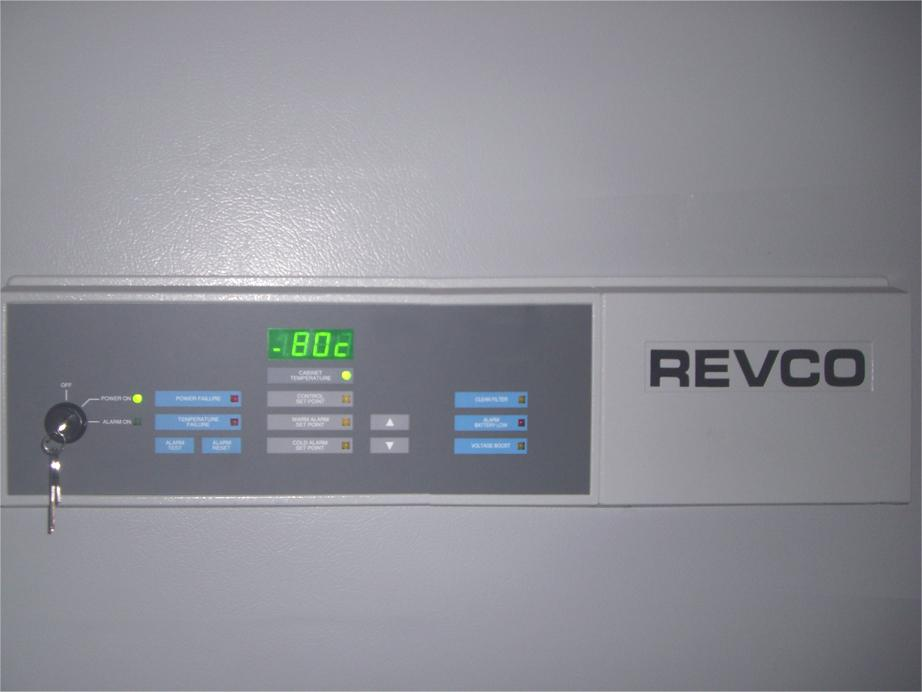 -80c
REVCO
CABINET
TEMPERATURE
OFF
POWER ON
POWER FAILURE
CONTROL
SET POINT
CLEAN FILTER
ALARM ON
TEMPERATURE
FAILURE
WARM ALARM
SET POINT
ALARM
BATTERY LOW
ALARM
TEST
ALARM
RESET
COLD ALARM
SET POINT
VOLTAGE BOOST